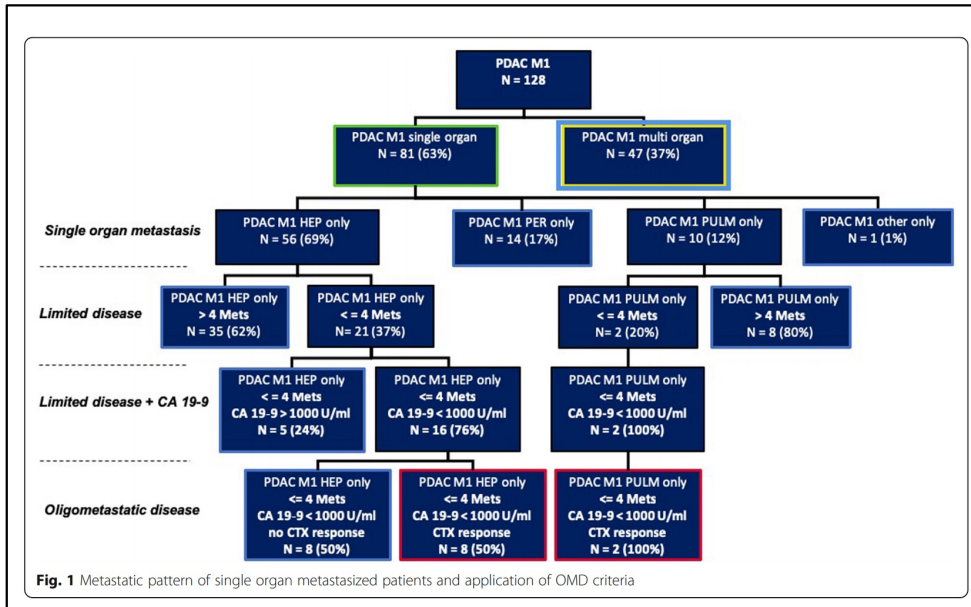 PDAC M1
N = 128
PDAC M1 single organ
N = 81 (63%)
PDAC M1 multi organ
N = 47 (37%)
Single organ metastasis
PDAC M1 HEP only
N = 56 (69%)
PDAC M1 PER only
N = 14 (17%)
PDAC M1 PULM only
N = 10 (12%)
PDAC M1 other only
N = 1 (1%)
Limited disease
PDAC M1 HEP only
> 4 Mets
N = 35 (62%)
PDAC M1 HEP only
<= 4 Mets
N = 21 (37%)
PDAC M1 PULM only
<= 4 Mets
N= 2 (20%)
PDAC M1 PULM only
> 4 Mets
N = 8 (80%)
Limited disease + CA 19-9
PDAC M1 HEP only
<= 4 Mets
CA 19-9 > 1000 U/ml
N = 5 (24%)
PDAC M1 HEP only
<=4 Mets
CA 19-9 < 1000 U/ml
N = 16 (76%)
PDAC M1 PULM only
<=4 Mets
CA 19-9 < 1000 U/ml
N = 2 (100%)
Oligometastatic disease
PDAC M1 HEP only
<= 4 Mets
CA 19-9 < 1000 U/ml
no CTX response
N = 8 (50%)
PDAC M1 HEP only
<=4 Mets
CA 19-9 < 1000 U/ml
CTX response
N = 8 (50%)
PDAC M1 PULM only
<= 4 Mets
CA 19-9 < 1000 U/ml
CTX response
N = 2 (100%)
Fig. 1 Metastatic pattern of single organ metastasized patients and application of OMD criteria